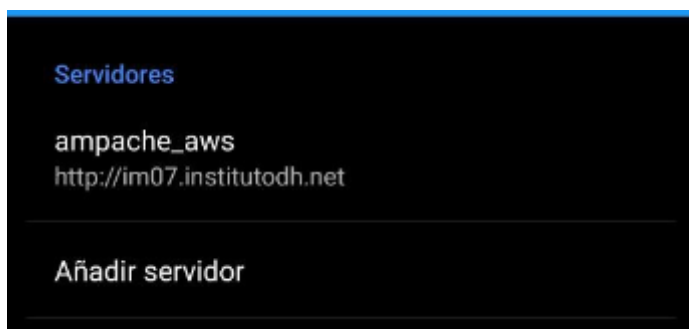 Servidores
ampache_aws
http://im07.institutodh.net
Añadir servidor